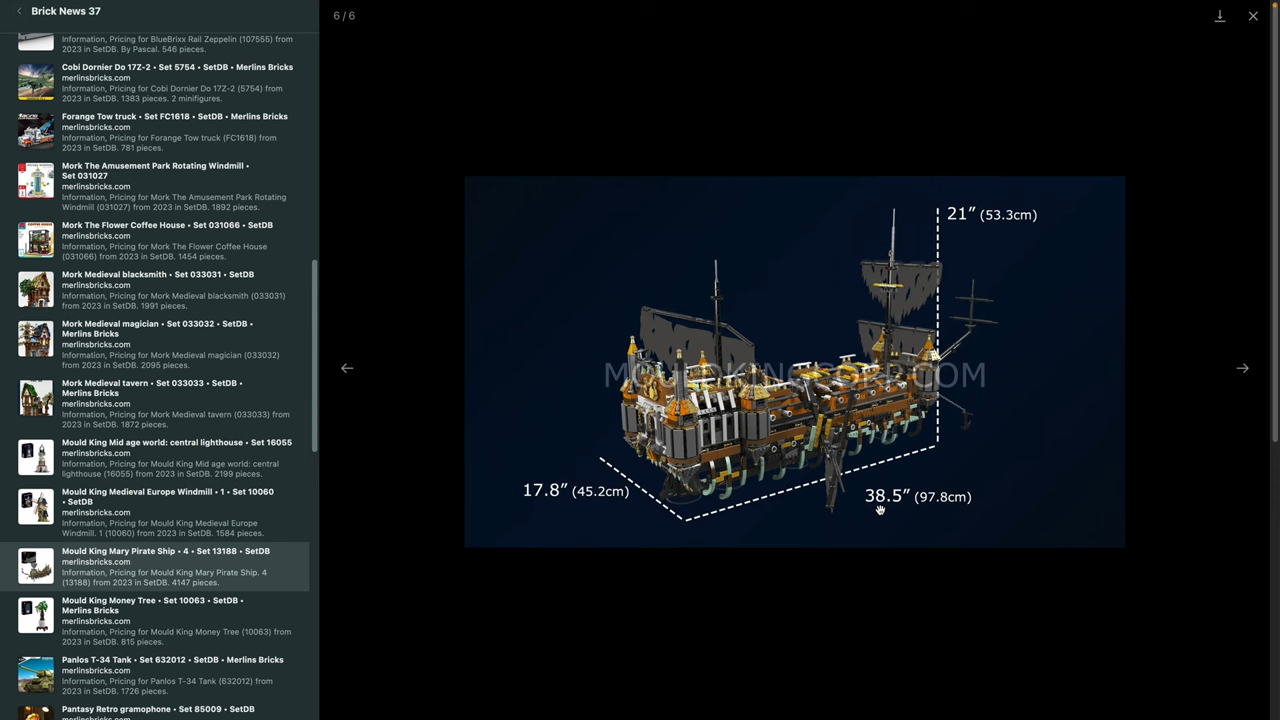 Brick News 37
Information, Pricing for BlueBrixx Rail Zeppelin (107555) from
2023 in SetDB. By Pascal. 546 pieces.
Cobi Dornier Do 17Z-2 • Set 5754 • SetDB • Merlins Bricks
merlinsbricks.com
Information, Pricing for Cobi Dornier Do 17Z-2 (5754) from
2023 in SetDB. 1383 pieces. 2 minifigures.
Forange Tow truck • Set FC1618 • SetDB • Merlins Bricks
merlinsbricks.com
Information, Pricing for Forange Tow truck (FC1618) from
2023 in SetDB. 781 pieces.
Mork The Amusement Park Rotating Windmill •
Set 031027
merlinsbricks.com
Information, Pricing for Mork The Amusement Park Rotating
Windmill (031027) from 2023 in SetDB. 1892 pieces.
Mork The Flower Coffee House • Set 031066 • SetDB
merlinsbricks.com
Information, Pricing for Mork The Flower Coffee House
(031066) from 2023 in SetDB. 1454 pieces.
Mork Medieval blacksmith • Set 033031 • SetDB
merlinsbricks.com
Information, Pricing for Mork Medieval blacksmith (033031)
from 2023 in SetDB. 1991 pieces.
Mork Medieval magician • Set 033032 • SetDB •
Merlins Bricks
merlinsbricks.com
Information, Pricing for Mork Medieval magician (033032)
from 2023 in SetDB. 2095 pieces.
Mork Medieval tavern • Set 033033 • SetDB •
Merlins Bricks
merlinsbricks.com
Information, Pricing for Mork Medieval tavern (033033) from
2023 in SetDB. 1872 pieces.
Mould King Mid age world: central lighthouse • Set 16055
merlinsbricks.com
Information, Pricing for Mould King Mid age world: central
lighthouse (16055) from 2023 in SetDB. 2199 pieces.
Mould King Medieval Europe Windmill • 1 • Set 10060
• SetDB
merlinsbricks.com
Information, Pricing for Mould King Medieval Europe
Windmill. 1 (10060) from 2023 in SetDB. 1584 pieces.
Mould King Mary Pirate Ship • 4 • Set 13188 • SetDB
merlinsbricks.com
Information, Pricing for Mould King Mary Pirate Ship. 4
(13188) from 2023 in SetDB. 4147 pieces.
Mould King Money Tree • Set 10063 • SetDB •
Merlins Bricks
merlinsbricks.com
Information, Pricing for Mould King Money Tree (10063) from
2023 in SetDB. 815 pieces.
Panlos T-34 Tank • Set 632012 • SetDB • Merlins Bricks
merlinsbricks.com
Information, Pricing for Panlos T-34 Tank (632012) from
2023 in SetDB. 1726 pieces.
Pantasy Retro gramophone • Set 85009 • SetDB
6 / 6
21″ (53.3cm)
MOULDKINGCORP.COM
17.8″ (45.2cm)
38.5″ (97.8cm)